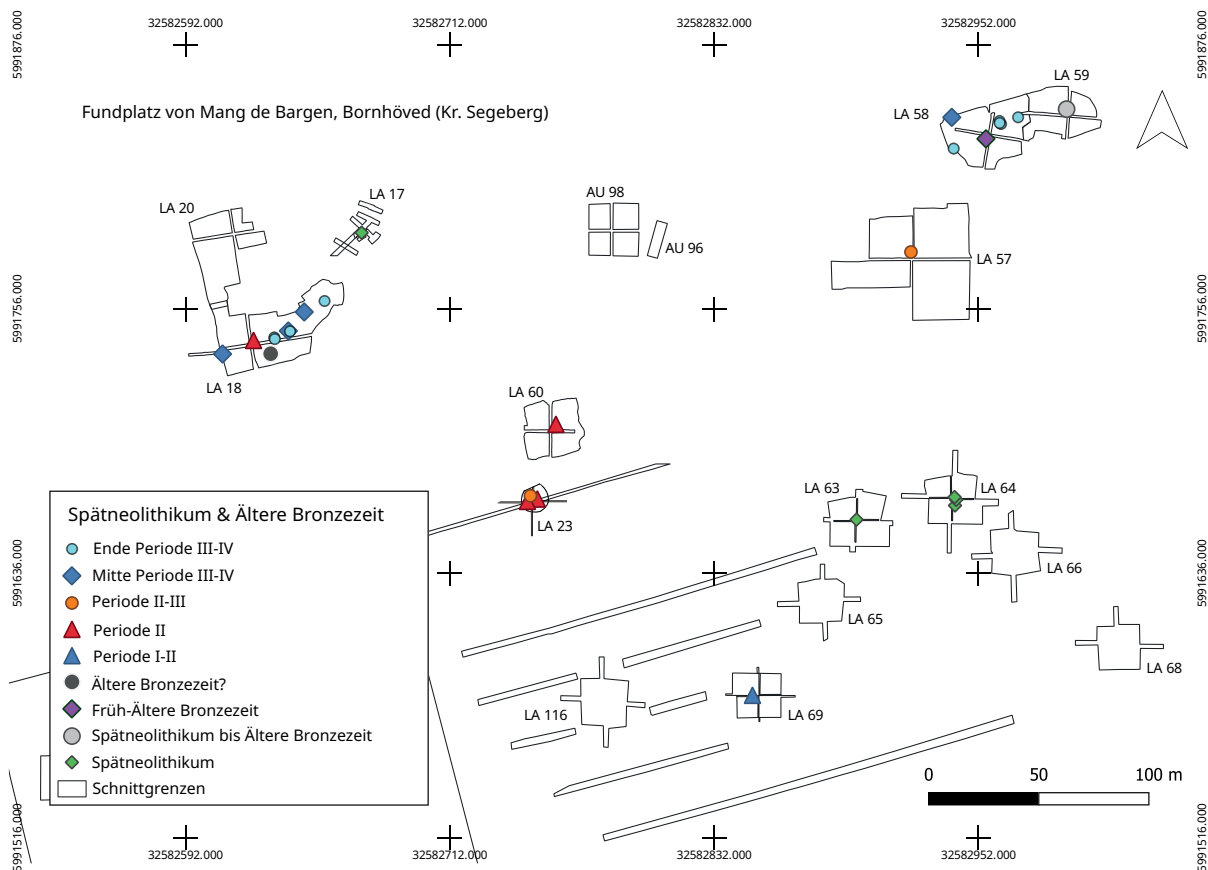 32582592.000 32582712.000 32582832.000 32582952.000
5991876.000 5991876.000
LA 59
Fundplatz von Mang de Bargen, Bornhöved (Kr. Segeberg)
LA 58
LA 17
AU 98
LA 20
AU 96
LA 57
5991756.000 5991756.000
LA 18
LA 60
LA 63
LA 64
Spätneolithikum & Ältere Bronzezeit
LA 23
Ende Periode III-IV
Mitte Periode III-IV
LA 66
5991636.000 5991636.000
Periode II-III
LA 65
Periode II
Periode I-II
LA 68
Ältere Bronzezeit?
Früh-Ältere Bronzezeit
LA 116
LA 69
Spätneolithikum bis Ältere Bronzezeit
Spätneolithikum
Schnittgrenzen
0 50 100 m
5991516.000 5991516.000
32582592.000 32582712.000 32582832.000 32582952.000